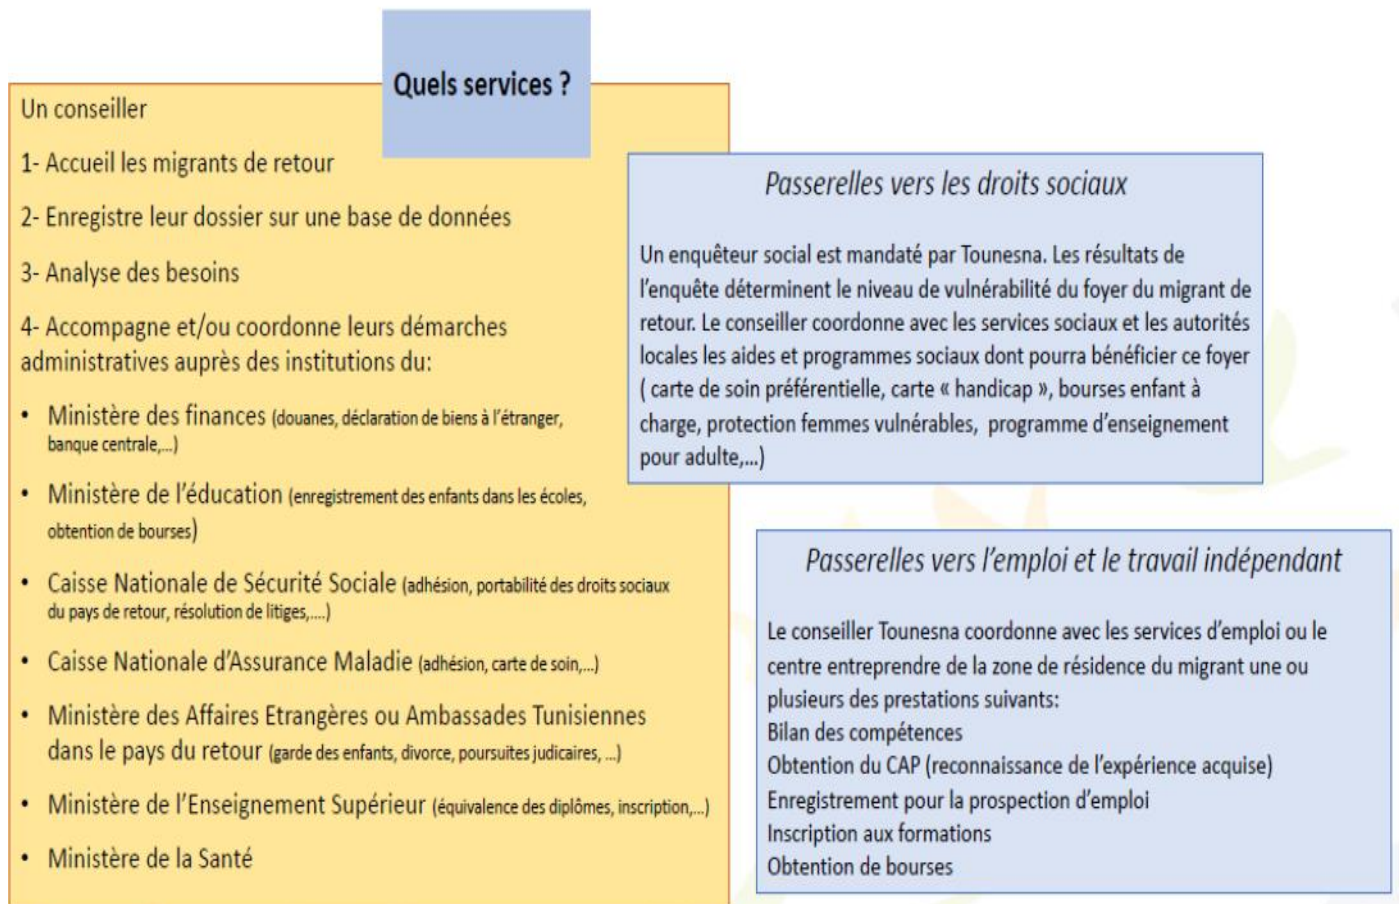 Quels services ?
Un conseiller
1- Accueil les migrants de retour
2- Enregistre leur dossier sur une base de données
3- Analyse des besoins
4- Accompagne et/ou coordonne leurs démarches
administratives auprès des institutions du:
• Ministère des finances (douanes, déclaration de biens à l'étranger,
banque centrale,...)
• Ministère de l'éducation (enregistrement des enfants dans les écoles,
obtention de bourses)
• Caisse Nationale de Sécurité Sociale (adhésion, portabilité des droits sociaux
du pays de retour, résolution de litiges,....)
• Caisse Nationale d'Assurance Maladie (adhésion, carte de soin,...)
• Ministère des Affaires Etrangères ou Ambassades Tunisiennes
dans le pays du retour (garde des enfants, divorce, poursuites judicaires, ...)
• Ministère de l'Enseignement Supérieur (équivalence des diplômes, inscription,...)
• Ministère de la Santé
Passerelles vers les droits sociaux
Un enquêteur social est mandaté par Tounesna. Les résultats de
l'enquête déterminent le niveau de vulnérabilité du foyer du migrant de
retour. Le conseiller coordonne avec les services sociaux et les autorités
locales les aides et programmes sociaux dont pourra bénéficier ce foyer
( carte de soin préférentielle, carte « handicap », bourses enfant à
charge, protection femmes vulnérables, programme d'enseignement
pour adulte,...)
Passerelles vers l'emploi et le travail indépendant
Le conseiller Tounesna coordonne avec les services d'emploi ou le
centre entreprendre de la zone de résidence du migrant une ou
plusieurs des prestations suivants:
Bilan des compétences
Obtention du CAP (reconnaissance de l'expérience acquise)
Enregistrement pour la prospection d'emploi
Inscription aux formations
Obtention de bourses